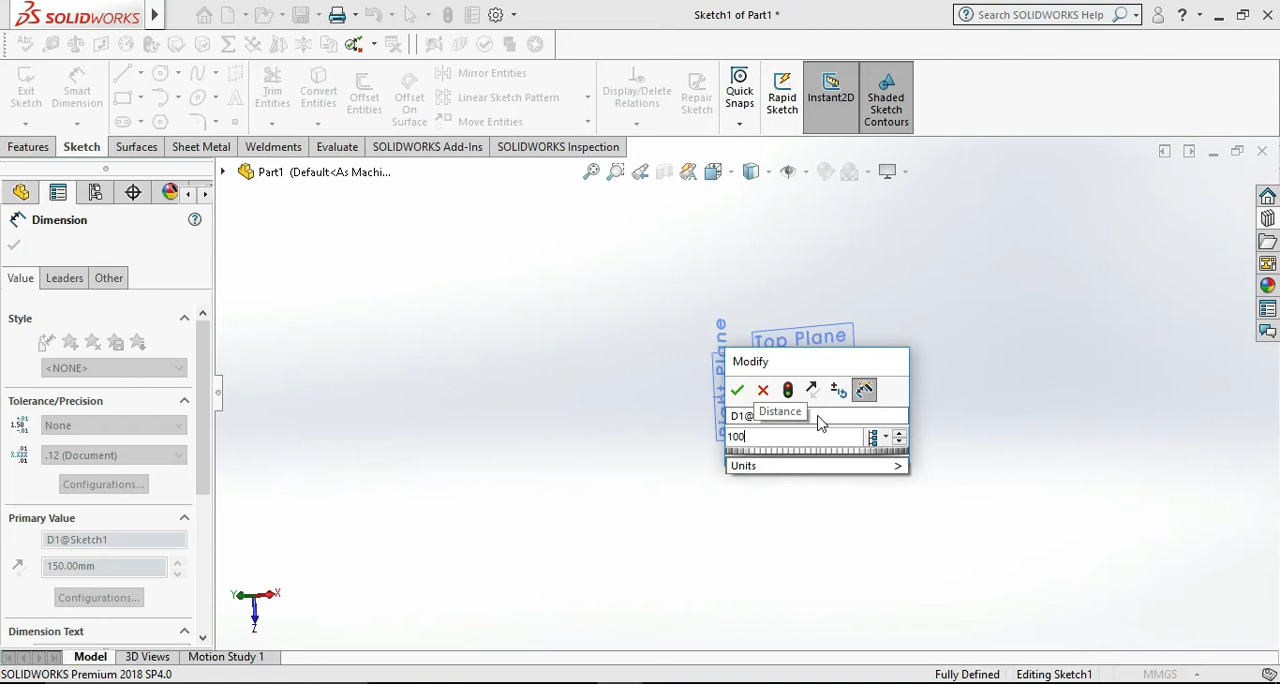 SOLIDWORKS
Sketch1 of Part1 *
Search SOLIDWORKS Help
Exit Sketch
Smart Dimension
Trim Entities
Convert Entities
Offset Entities
Offset On Surface
Mirror Entities
Linear Sketch Pattern
Move Entities
Display/Delete Relations
Repair Sketch
Quick Snaps
Rapid Sketch
Instant2D
Shaded Sketch Contours
Features
Sketch
Surfaces
Sheet Metal
Weldments
Evaluate
SOLIDWORKS Add-Ins
SOLIDWORKS Inspection
Part1 (Default<As Machi...
Dimension
Value
Leaders
Other
Style
<NONE>
Tolerance/Precision
None
.12 (Document)
Configurations...
Primary Value
D1@Sketch1
150.00mm
Configurations...
Dimension Text
Top Plane
Plane
Modify
D1@
Distance
100
Units
Y
X
Z
Model
3D Views
Motion Study 1
SOLIDWORKS Premium 2018 SP4.0
Fully Defined
Editing Sketch1
MMGS